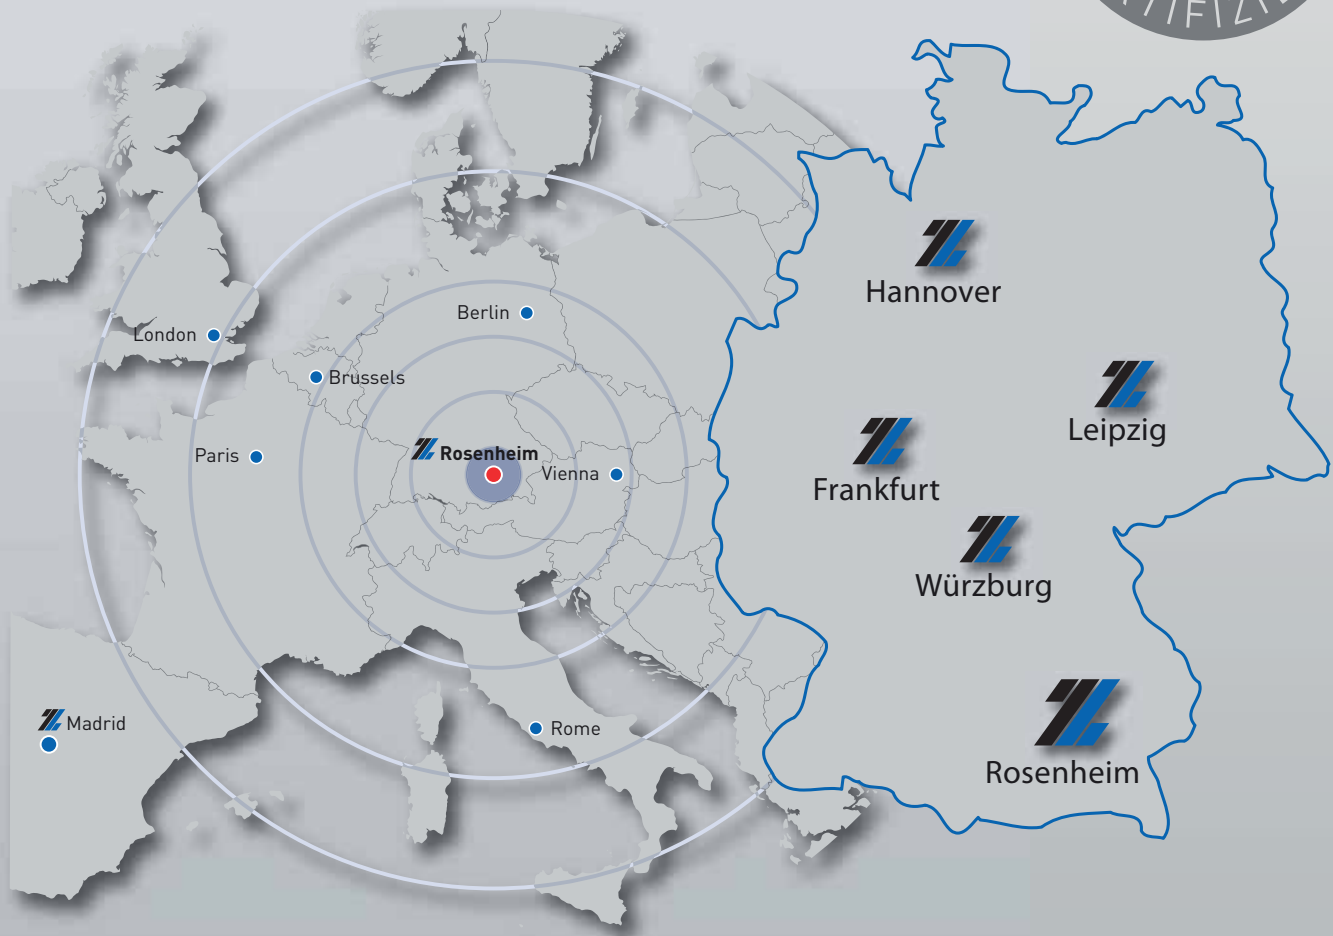 Hannover
Berlin
London
Brussels
Leipzig
Rosenheim
Paris
Vienna
Frankfurt
Würzburg
Madrid
Rome
Rosenheim